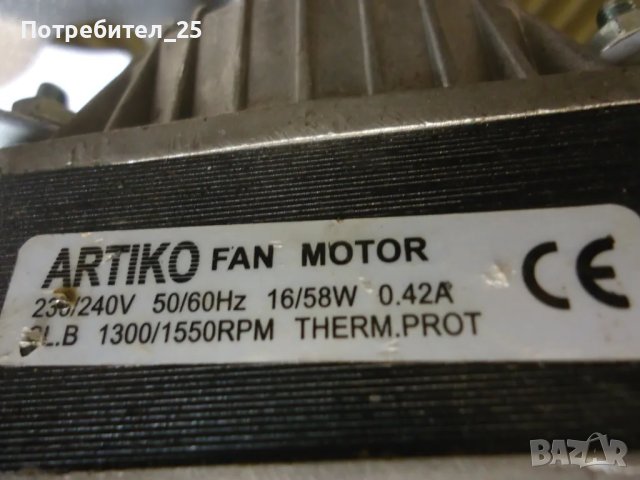 Потребител_25
ARTIKO FAN MOTOR
230/240V 50/60Hz 16/58W 0.42A
CL.B 1300/1550RPM THERM.PROT
CE
BAZAR